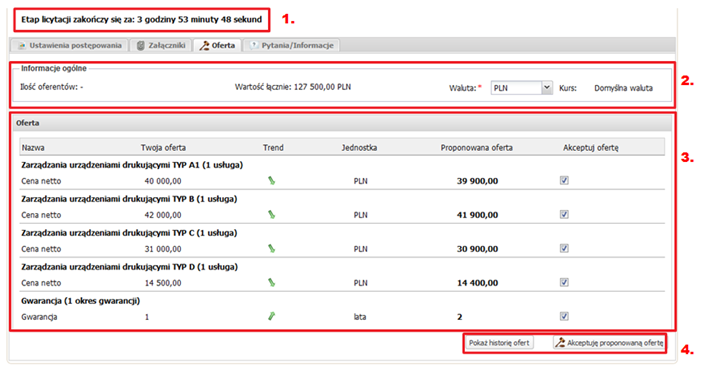 Etap licytacji zakończy się za: 3 godziny 53 minuty 48 sekund
1.
Ustawienia postępowania Załączniki Oferta Pytania/Informacje
Informacje ogólne
Ilość oferentów: - Wartość łącznie: 127 500,00 PLN Waluta: * PLN Kurs: Domyślna waluta
2.
Oferta
3.
Nazwa Twoja oferta Trend Jednostka Proponowana oferta Akceptuj ofertę
Zarządzania urządzeniami drukującymi TYP A1 (1 usługa)
Cena netto 40 000,00 PLN 39 900,00
Zarządzania urządzeniami drukującymi TYP B (1 usługa)
Cena netto 42 000,00 PLN 41 900,00
Zarządzania urządzeniami drukującymi TYP C (1 usługa)
Cena netto 31 000,00 PLN 30 900,00
Zarządzania urządzeniami drukującymi TYP D (1 usługa)
Cena netto 14 500,00 PLN 14 400,00
Gwarancja (1 okres gwarancji)
Gwarancja 1 lata 2
Pokaż historię ofert Akceptuję proponowaną ofertę
4.